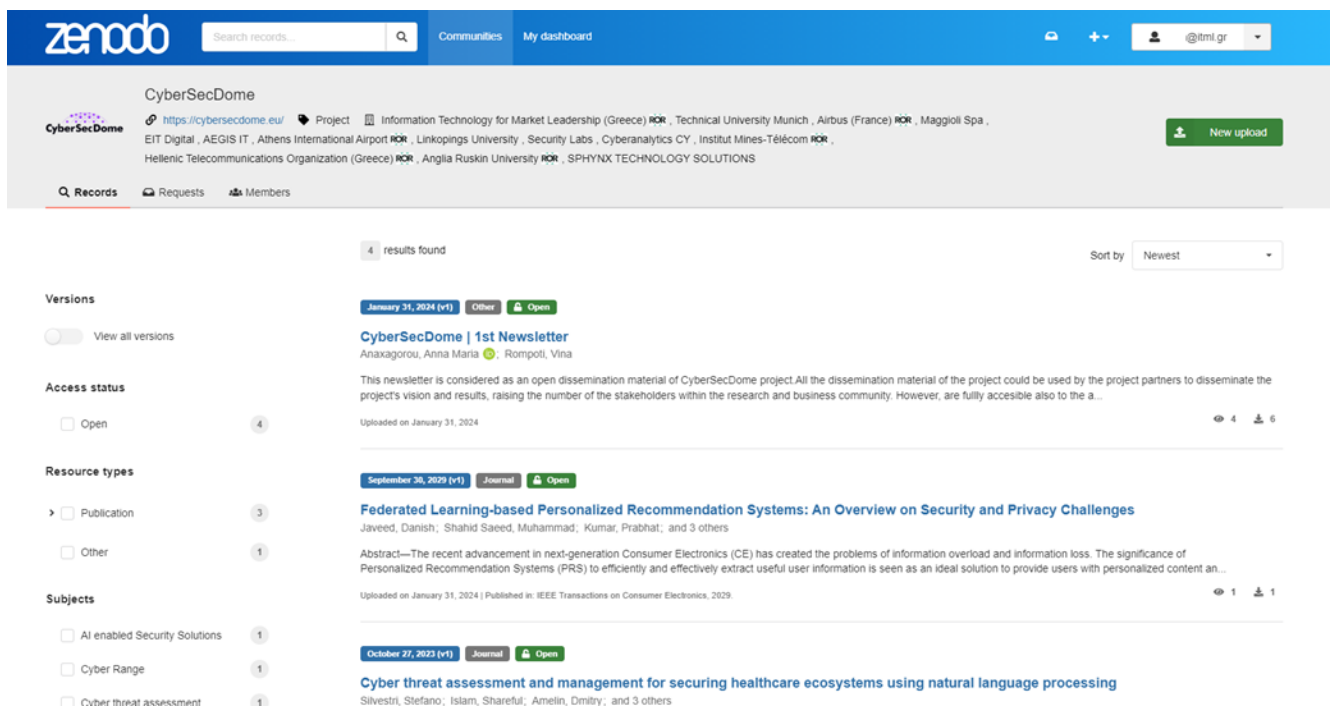 zenodo
Search records...
Communities
My dashboard
@itml.gr
CyberSecDome
CyberSecDome
https://cybersecdome.eu/ Project Information Technology for Market Leadership (Greece) ROR , Technical University Munich , Airbus (France) ROR , Maggioli Spa ,
EIT Digital , AEGIS IT , Athens International Airport ROR , Linkopings University , Security Labs , Cyberanalytics CY , Institut Mines-Télécom ROR ,
Hellenic Telecommunications Organization (Greece) ROR , Anglia Ruskin University ROR , SPHYNX TECHNOLOGY SOLUTIONS
New upload
Records
Requests
Members
4 results found
Sort by Newest
Versions
View all versions
Access status
Open 4
Resource types
Publication 3
Other 1
Subjects
AI enabled Security Solutions 1
Cyber Range 1
Cyber threat assessment 1
January 31, 2024 (v1) Other Open
CyberSecDome | 1st Newsletter
Anaxagorou, Anna Maria iD; Rompoti, Vina
This newsletter is considered as an open dissemination material of CyberSecDome project.All the dissemination material of the project could be used by the project partners to disseminate the
project's vision and results, raising the number of the stakeholders within the research and business community. However, are fullly accesible also to the a...
Uploaded on January 31, 2024
4 6
September 30, 2029 (v1) Journal Open
Federated Learning-based Personalized Recommendation Systems: An Overview on Security and Privacy Challenges
Javeed, Danish; Shahid Saeed, Muhammad; Kumar, Prabhat; and 3 others
Abstract—The recent advancement in next-generation Consumer Electronics (CE) has created the problems of information overload and information loss. The significance of
Personalized Recommendation Systems (PRS) to efficiently and effectively extract useful user information is seen as an ideal solution to provide users with personalized content an...
Uploaded on January 31, 2024 | Published in: IEEE Transactions on Consumer Electronics, 2029.
1 1
October 27, 2023 (v1) Journal Open
Cyber threat assessment and management for securing healthcare ecosystems using natural language processing
Silvestri, Stefano; Islam, Shareful; Amelin, Dmitry; and 3 others